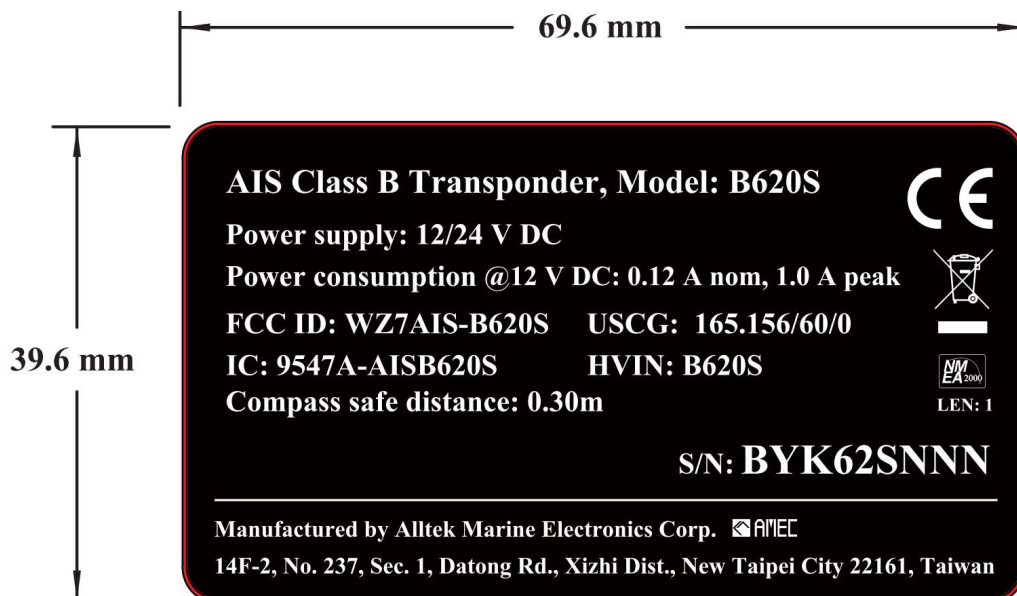 69.6 mm
39.6 mm
AIS Class B Transponder, Model: B620S
CE
Power supply: 12/24 V DC
Power consumption @12 V DC: 0.12 A nom, 1.0 A peak
FCC ID: WZ7AIS-B620S USCG: 165.156/60/0
IC: 9547A-AISB620S HVIN: B620S
NMEA 2000
LEN: 1
Compass safe distance: 0.30m
S/N: BYK62SNNN
Manufactured by Alltek Marine Electronics Corp. AMEC
14F-2, No. 237, Sec. 1, Datong Rd., Xizhi Dist., New Taipei City 22161, Taiwan